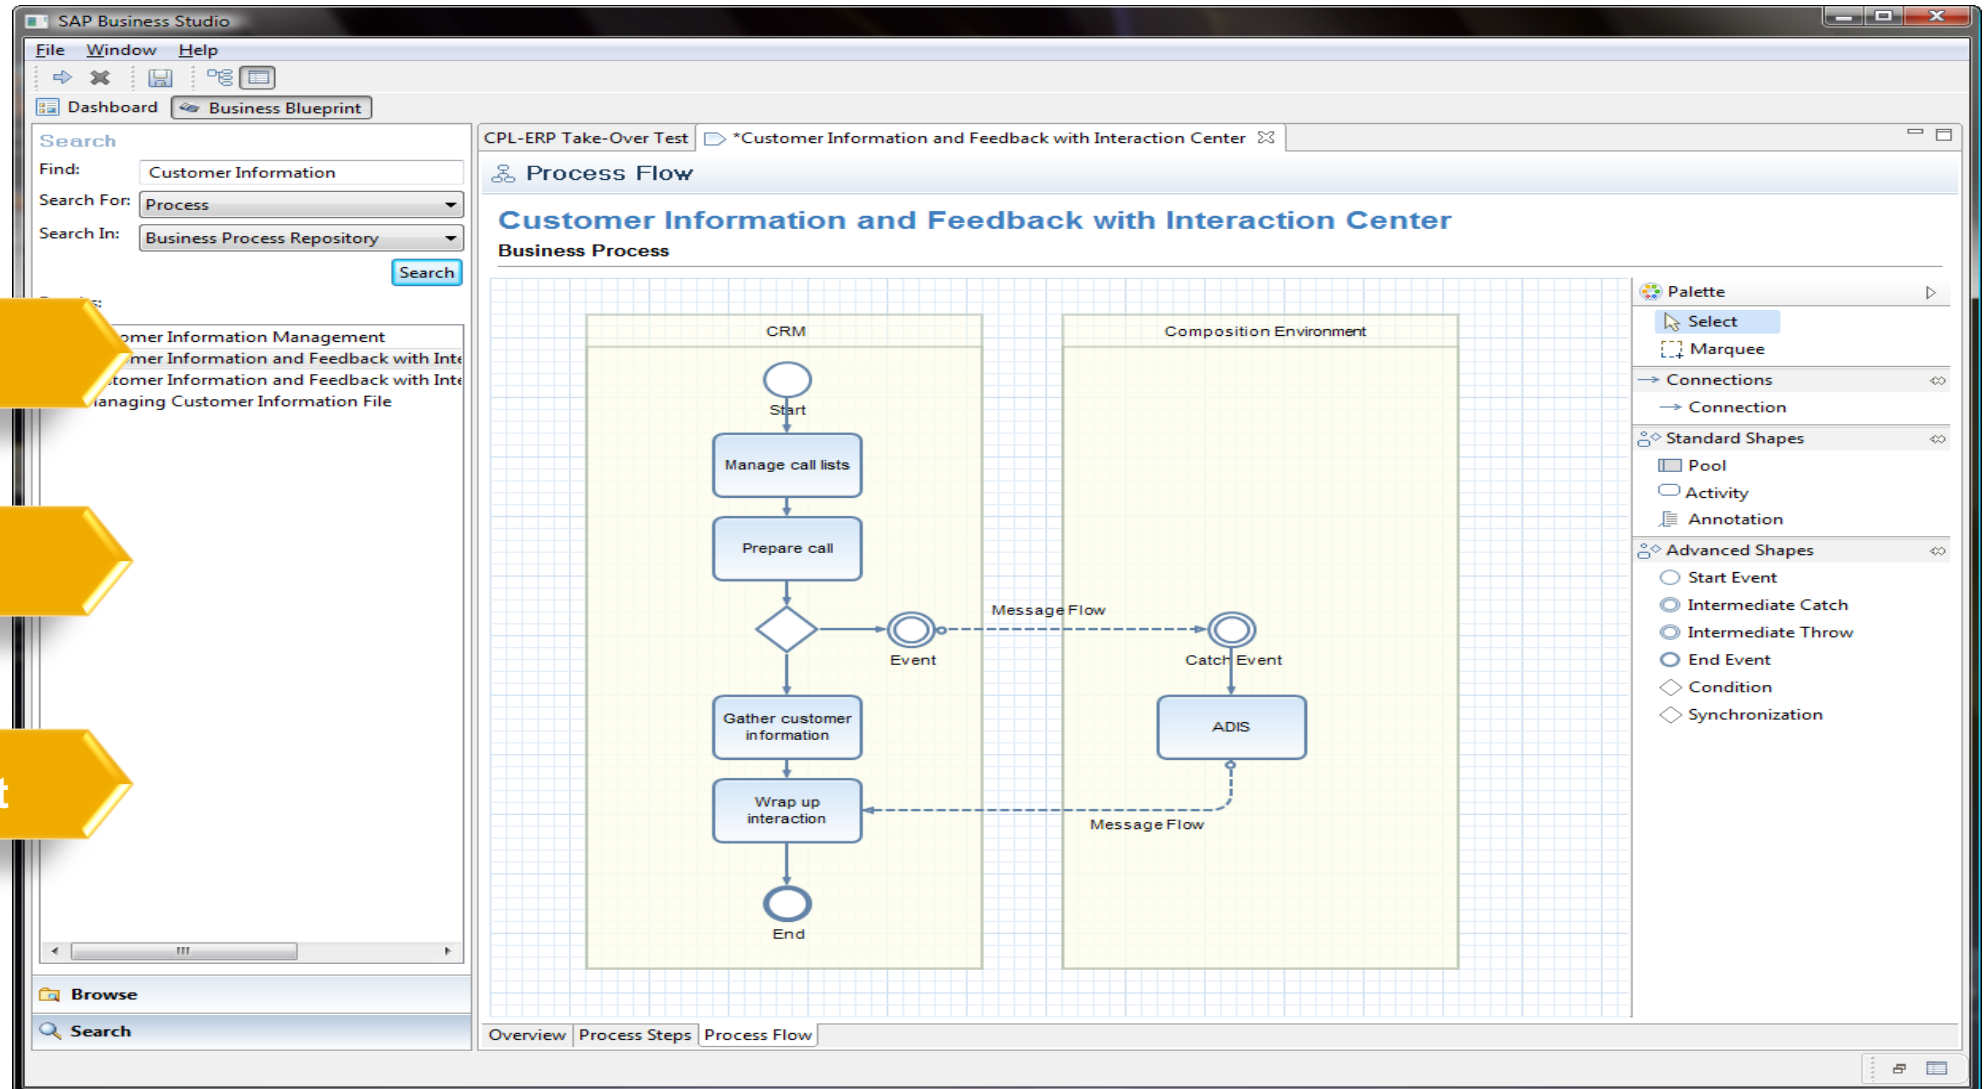 SAP Business Studio
File Window Help
Dashboard Business Blueprint
Search
Find: Customer Information
Search For: Process
Search In: Business Process Repository
Search
mer Information Management
mer Information and Feedback with Inte
tomer Information and Feedback with Inte
anaging Customer Information File
t
Browse
Search
CPL-ERP Take-Over Test *Customer Information and Feedback with Interaction Center
Process Flow
Customer Information and Feedback with Interaction Center
Business Process
CRM
Composition Environment
Start
Manage call lists
Prepare call
Message Flow
Event
Catch Event
Gather customer
information
ADIS
Wrap up
interaction
Message Flow
End
Palette
Select
Marquee
Connections
Connection
Standard Shapes
Pool
Activity
Annotation
Advanced Shapes
Start Event
Intermediate Catch
Intermediate Throw
End Event
Condition
Synchronization
Overview Process Steps Process Flow